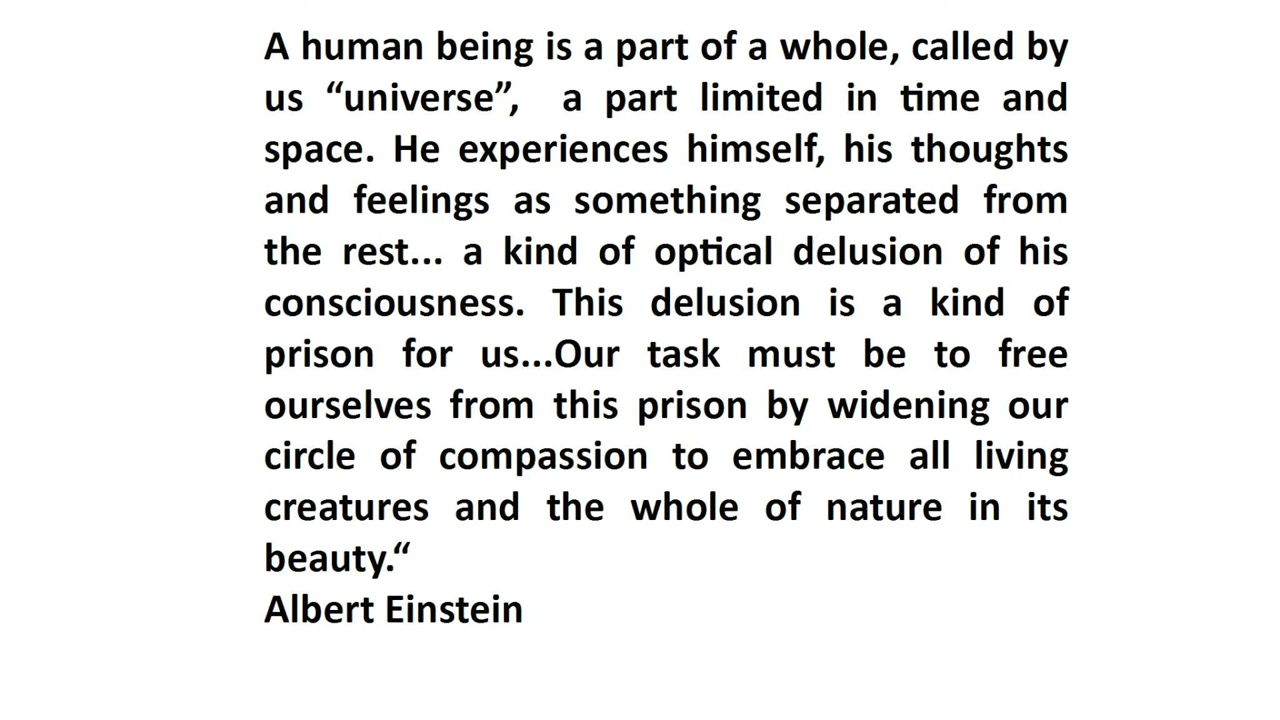 A human being is a part of a whole, called by
us “universe”, a part limited in time and
space. He experiences himself, his thoughts
and feelings as something separated from
the rest... a kind of optical delusion of his
consciousness. This delusion is a kind of
prison for us...Our task must be to free
ourselves from this prison by widening our
circle of compassion to embrace all living
creatures and the whole of nature in its
beauty.“
Albert Einstein